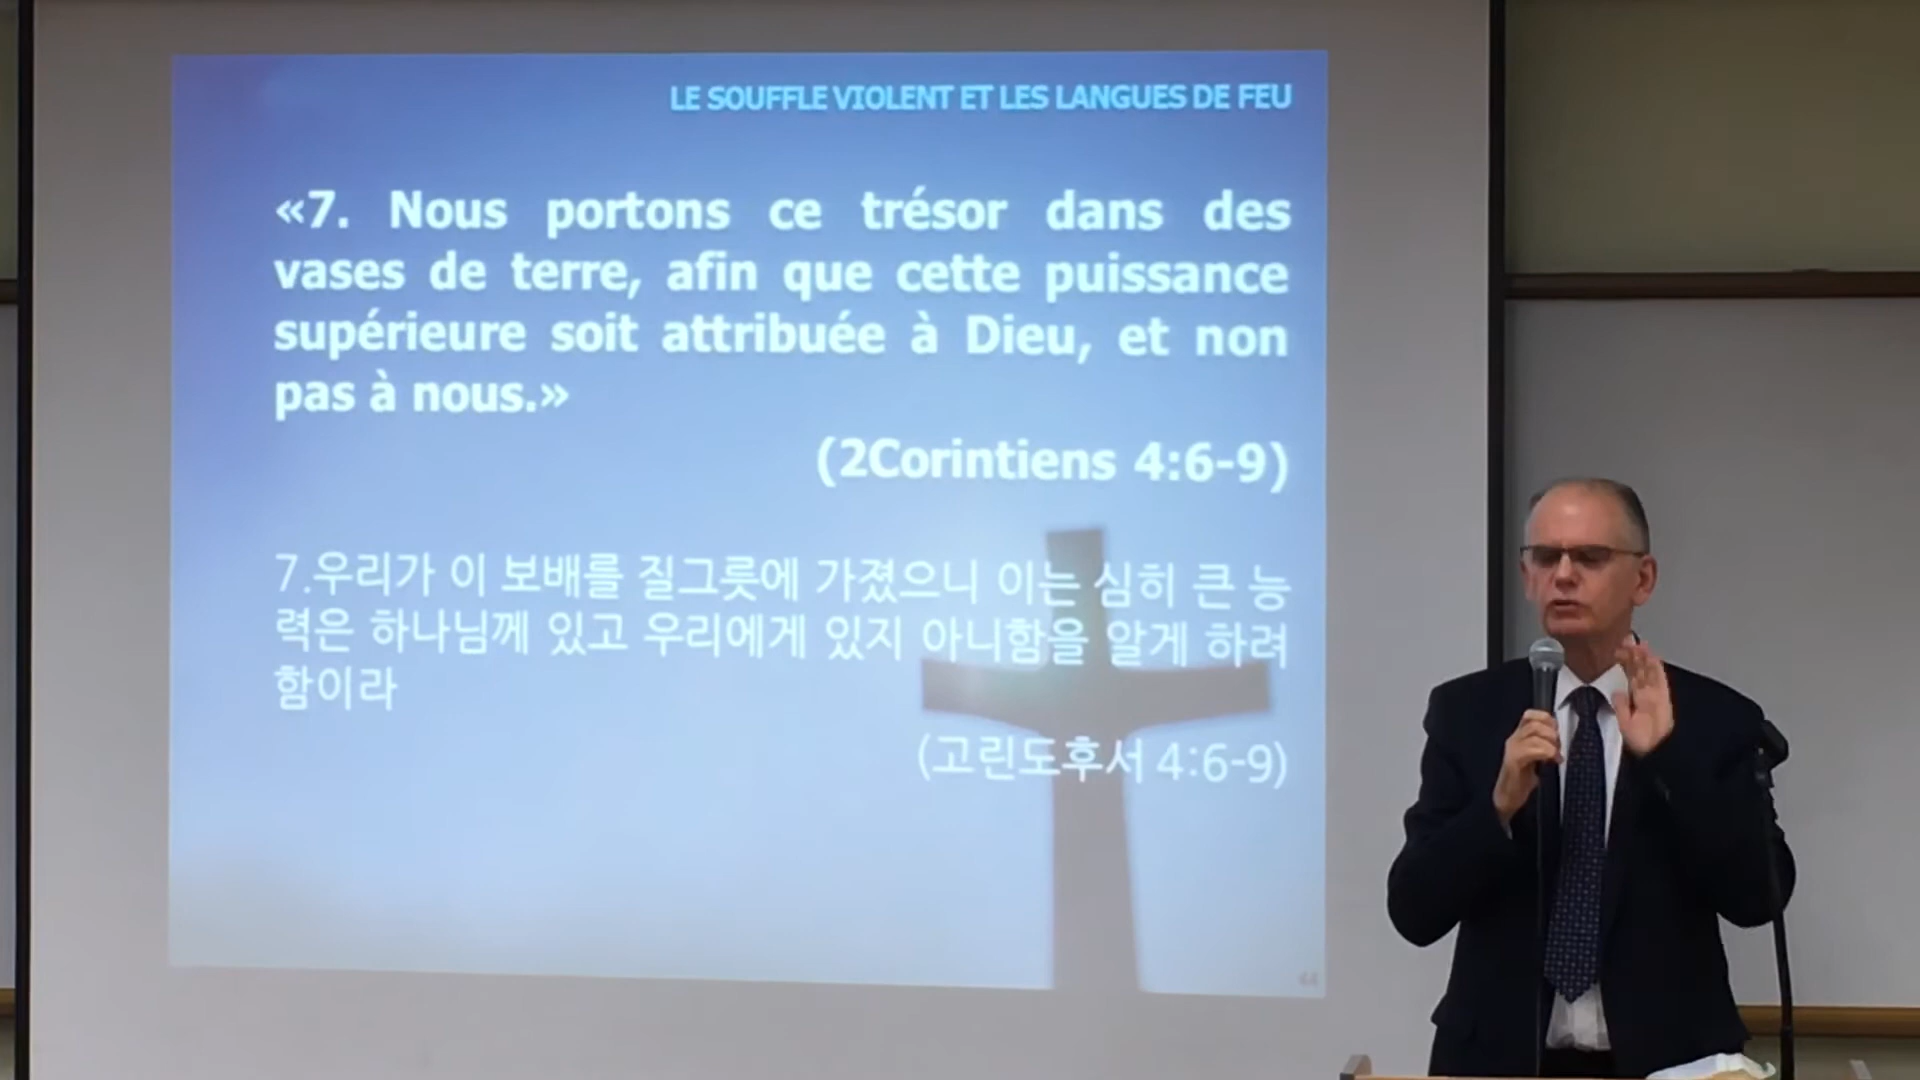 LE SOUFFLE VIOLENT ET LES LANGUES DE FEU
«7. Nous portons ce trésor dans des
vases de terre, afin que cette puissance
supérieure soit attribuée à Dieu, et non
pas à nous.»
(2Corintiens 4:6-9)
7.우리가 이 보배를 질그릇에 가졌으니 이는 심히 큰 능
력은 하나님께 있고 우리에게 있지 아니함을 알게 하려
함이라
(고린도후서 4:6-9)
44